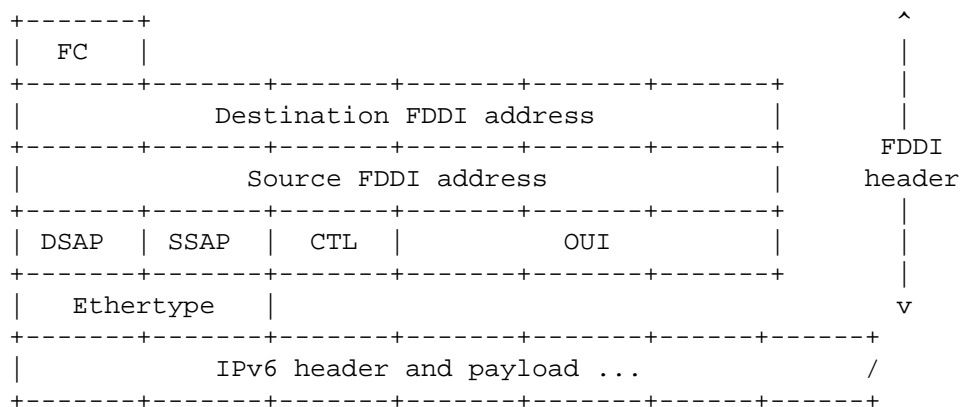 +-------+ ^
| FC | |
+-------+-------+-------+-------+-------+-------+ |
| Destination FDDI address | |
+-------+-------+-------+-------+-------+-------+ FDDI
| Source FDDI address | header
+-------+-------+-------+-------+-------+-------+ |
| DSAP | SSAP | CTL | OUI | |
+-------+-------+-------+-------+-------+-------+ |
| Ethertype | v
+-------+-------+-------+-------+-------+------+------+
| IPv6 header and payload ... /
+-------+-------+-------+-------+-------+------+------+